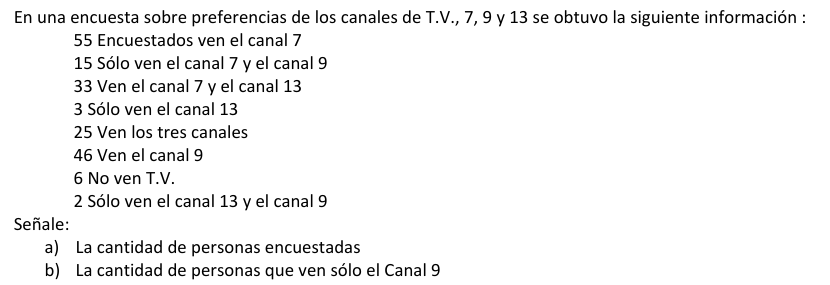 En una encuesta sobre preferencias de los canales de T.V., 7, 9 y 13 se obtuvo la siguiente información :
55 Encuestados ven el canal 7
15 Sólo ven el canal 7 y el canal 9
33 Ven el canal 7 y el canal 13
3 Sólo ven el canal 13
25 Ven los tres canales
46 Ven el canal 9
6 No ven T.V.
2 Sólo ven el canal 13 y el canal 9
Señale:
a) La cantidad de personas encuestadas
b) La cantidad de personas que ven sólo el Canal 9